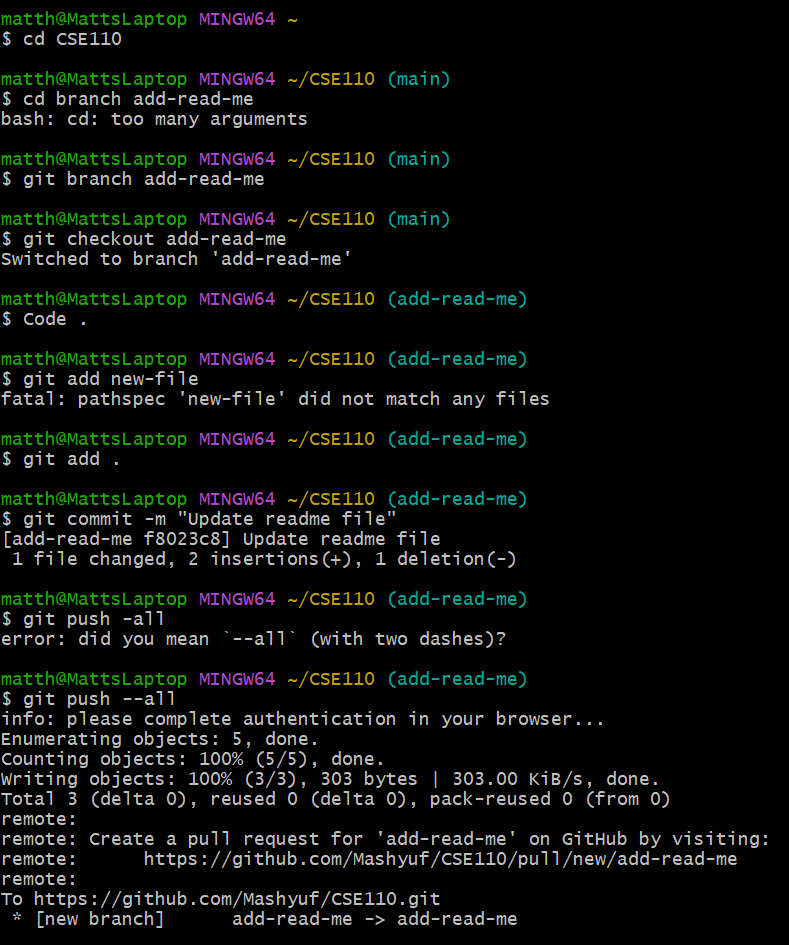 matth@MattsLaptop MINGW64 ~
$ cd CSE110
matth@MattsLaptop MINGW64 ~/CSE110 (main)
$ cd branch add-read-me
bash: cd: too many arguments
matth@MattsLaptop MINGW64 ~/CSE110 (main)
$ git branch add-read-me
matth@MattsLaptop MINGW64 ~/CSE110 (main)
$ git checkout add-read-me
Switched to branch 'add-read-me'
matth@MattsLaptop MINGW64 ~/CSE110 (add-read-me)
$ Code .
matth@MattsLaptop MINGW64 ~/CSE110 (add-read-me)
$ git add new-file
fatal: pathspec 'new-file' did not match any files
matth@MattsLaptop MINGW64 ~/CSE110 (add-read-me)
$ git add .
matth@MattsLaptop MINGW64 ~/CSE110 (add-read-me)
$ git commit -m "Update readme file"
[add-read-me f8023c8] Update readme file
 1 file changed, 2 insertions(+), 1 deletion(-)
matth@MattsLaptop MINGW64 ~/CSE110 (add-read-me)
$ git push -all
error: did you mean `--all` (with two dashes)?
matth@MattsLaptop MINGW64 ~/CSE110 (add-read-me)
$ git push --all
info: please complete authentication in your browser...
Enumerating objects: 5, done.
Counting objects: 100% (5/5), done.
Writing objects: 100% (3/3), 303 bytes | 303.00 KiB/s, done.
Total 3 (delta 0), reused 0 (delta 0), pack-reused 0 (from 0)
remote:
remote: Create a pull request for 'add-read-me' on GitHub by visiting:
remote:      https://github.com/Mashyuf/CSE110/pull/new/add-read-me
remote:
To https://github.com/Mashyuf/CSE110.git
 * [new branch]      add-read-me -> add-read-me